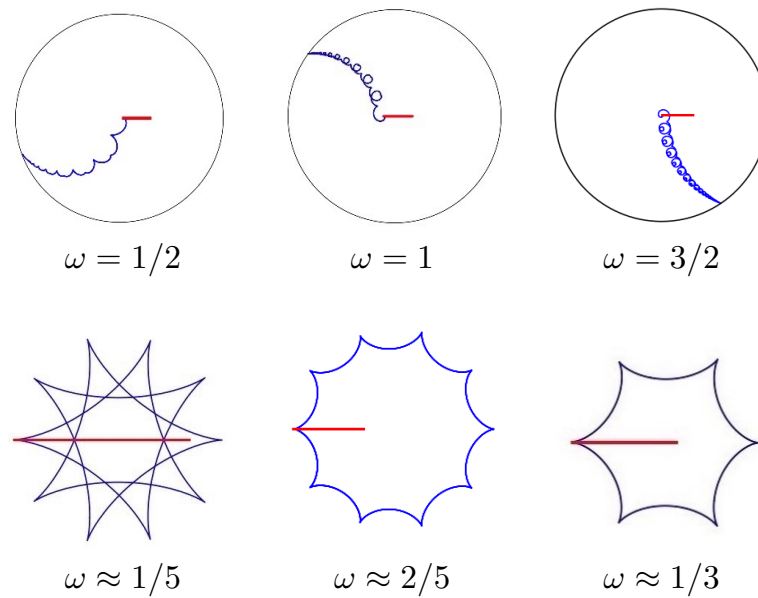 ω = 1/2
ω = 1
ω = 3/2
ω ≈ 1/5
ω ≈ 2/5
ω ≈ 1/3